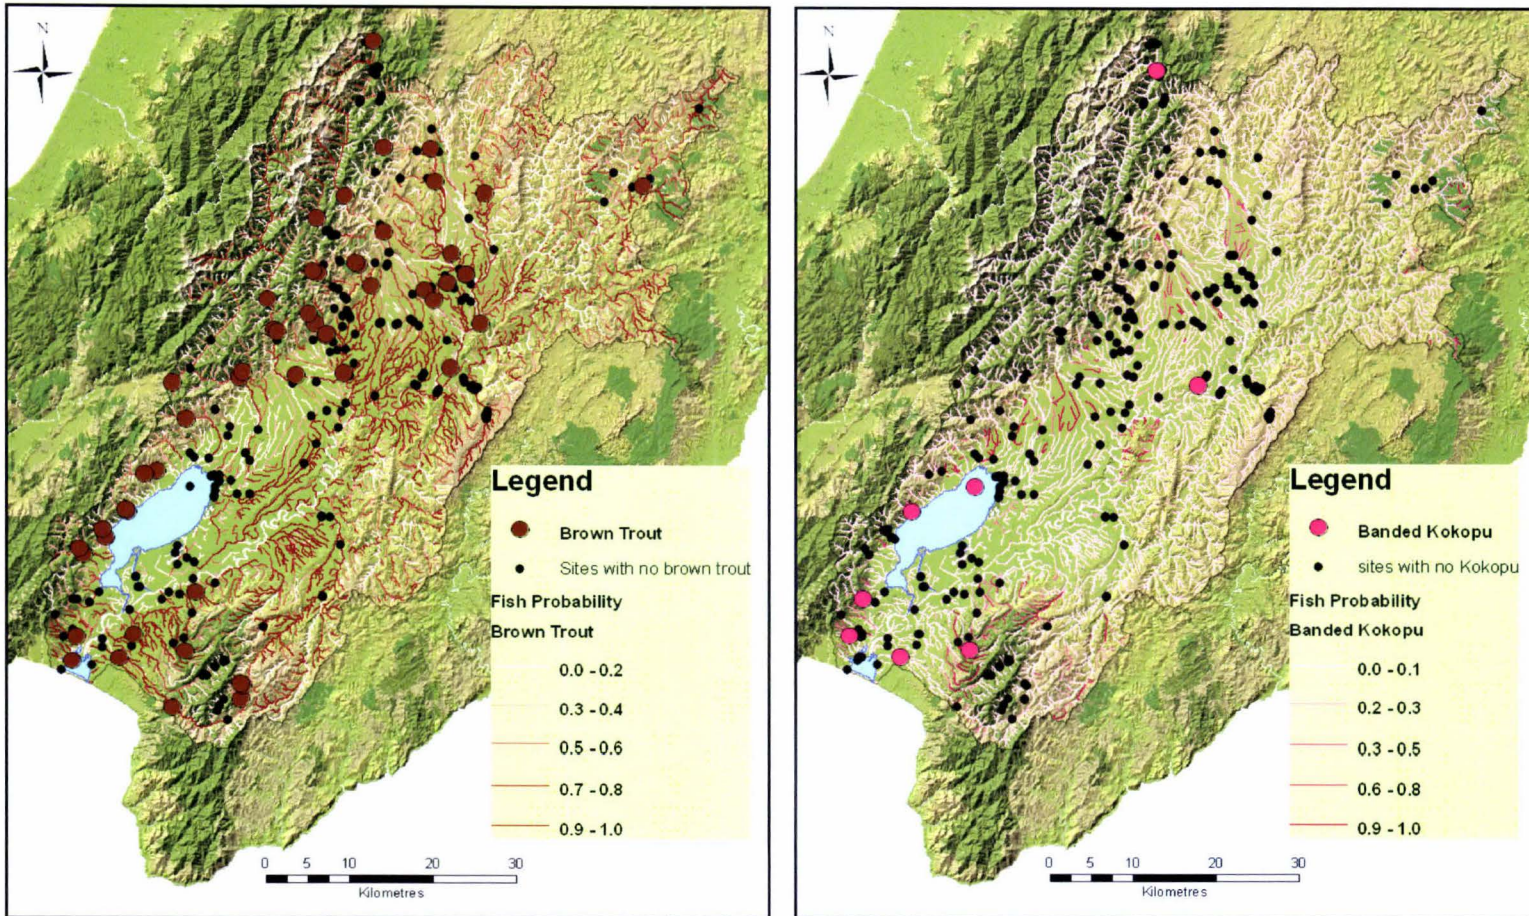 N
Legend
Brown Trout
Sites with no brown trout
Fish Probability
Brown Trout
0.0 - 0.2
0.3 - 0.4
0.5 - 0.6
0.7 - 0.8
0.9 - 1.0
0 5 10 20 30
Kilometres
N
Legend
Banded Kokopu
sites with no Kokopu
Fish Probability
Banded Kokopu
0.0 - 0.1
0.2 - 0.3
0.3 - 0.5
0.6 - 0.8
0.9 - 1.0
0 5 10 20 30
Kilometres